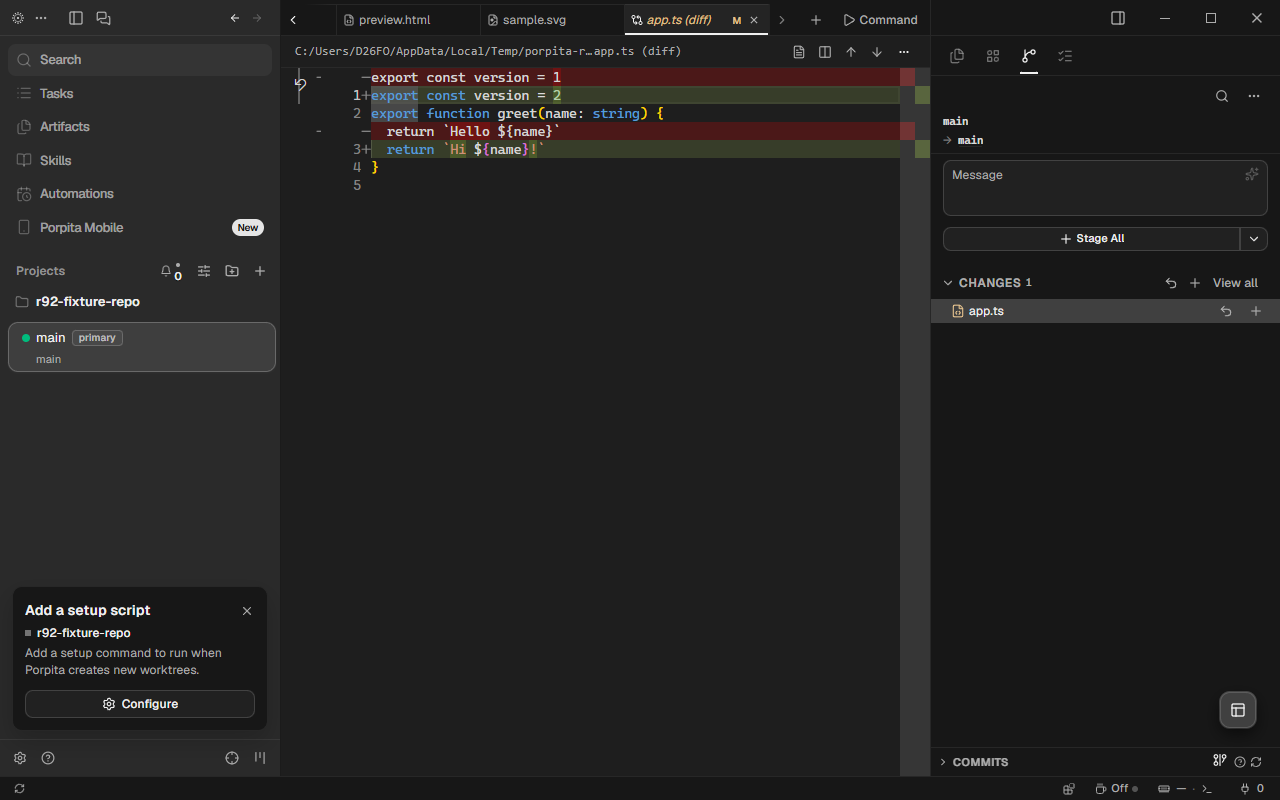 Search
Tasks
Artifacts
Skills
Automations
Porpita Mobile New
Projects 0
r92-fixture-repo
main primary
main
Add a setup script
r92-fixture-repo
Add a setup command to run when
Porpita creates new worktrees.
Configure
preview.html
sample.svg
app.ts (diff) M
Command
C:/Users/D26FO/AppData/Local/Temp/porpita-r…app.ts (diff)
- −export const version = 1
1+export const version = 2
2 export function greet(name: string) {
- − return `Hello ${name}`
3+ return `Hi ${name}!`
4 }
5
main
→ main
Message
+ Stage All
CHANGES 1 View all
app.ts
COMMITS
Off
0